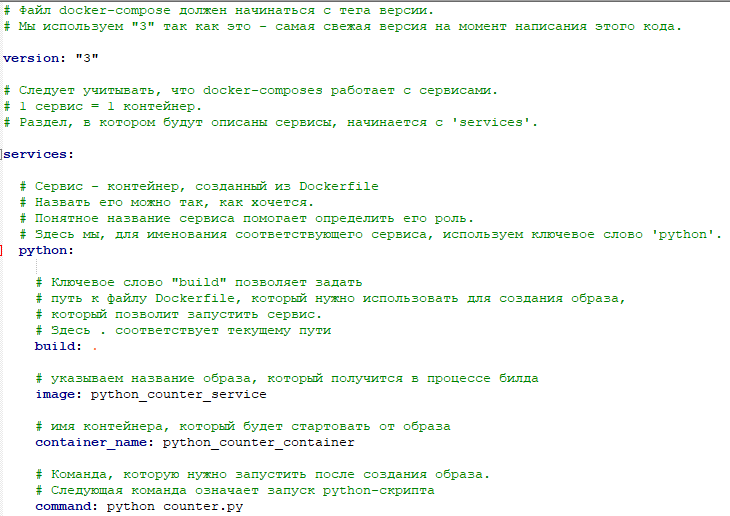 # Файл docker-compose должен начинаться с тега версии.
# Мы используем "3" так как это - самая свежая версия на момент написания этого кода.
version: "3"
# Следует учитывать, что docker-composes работает с сервисами.
# 1 сервис = 1 контейнер.
# Раздел, в котором будут описаны сервисы, начинается с 'services'.
services:
# Сервис - контейнер, созданный из Dockerfile
# Назвать его можно так, как хочется.
# Понятное название сервиса помогает определить его роль.
# Здесь мы, для именования соответствующего сервиса, используем ключевое слово 'python'.
python:
# Ключевое слово "build" позволяет задать
# путь к файлу Dockerfile, который нужно использовать для создания образа,
# который позволит запустить сервис.
# Здесь . соответствует текущему пути
build: .
# указываем название образа, который получится в процессе билда
image: python_counter_service
# имя контейнера, который будет стартовать от образа
container_name: python_counter_container
# Команда, которую нужно запустить после создания образа.
# Следующая команда означает запуск python-скрипта
command: python counter.py